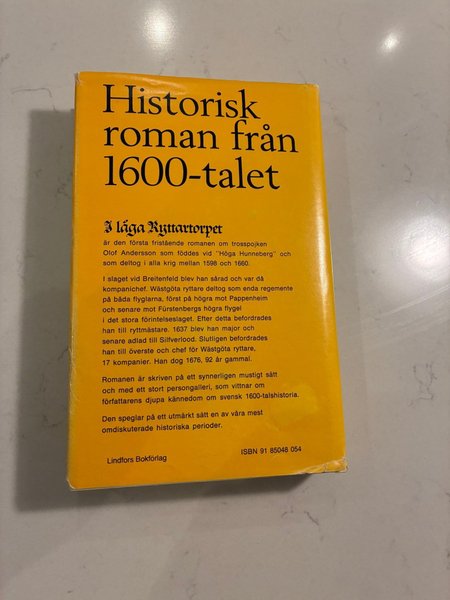 Historisk
roman från
1600-talet
I låga Ryttartorpet
är den första fristående romanen om trosspojken
Olof Andersson som föddes vid "Höga Hunneberg" och
som deltog i alla krig mellan 1598 och 1660.
I slaget vid Breitenfeld blev han sårad och var då
kompanichef. Wästgöta ryttare deltog som enda regemente
på båda flyglarna, först på högra mot Pappenheim
och senare mot Fürstenbergs högra flygel
i det stora förintelseslaget. Efter detta befordrades
han till ryttmästare. 1637 blev han major och
senare adlad till Silfverlood. Slutligen befordrades
han till överste och chef för Wästgöta ryttare,
17 kompanier. Han dog 1676, 92 år gammal.
Romanen är skriven på ett synnerligen mustigt sätt
och med ett stort persongalleri, som vittnar om
författarens djupa kännedom om svensk 1600-talshistoria.
Den speglar på ett utmärkt sätt en av våra mest
omdiskuterade historiska perioder.
Lindfors Bokförlag
ISBN 91 85048 054